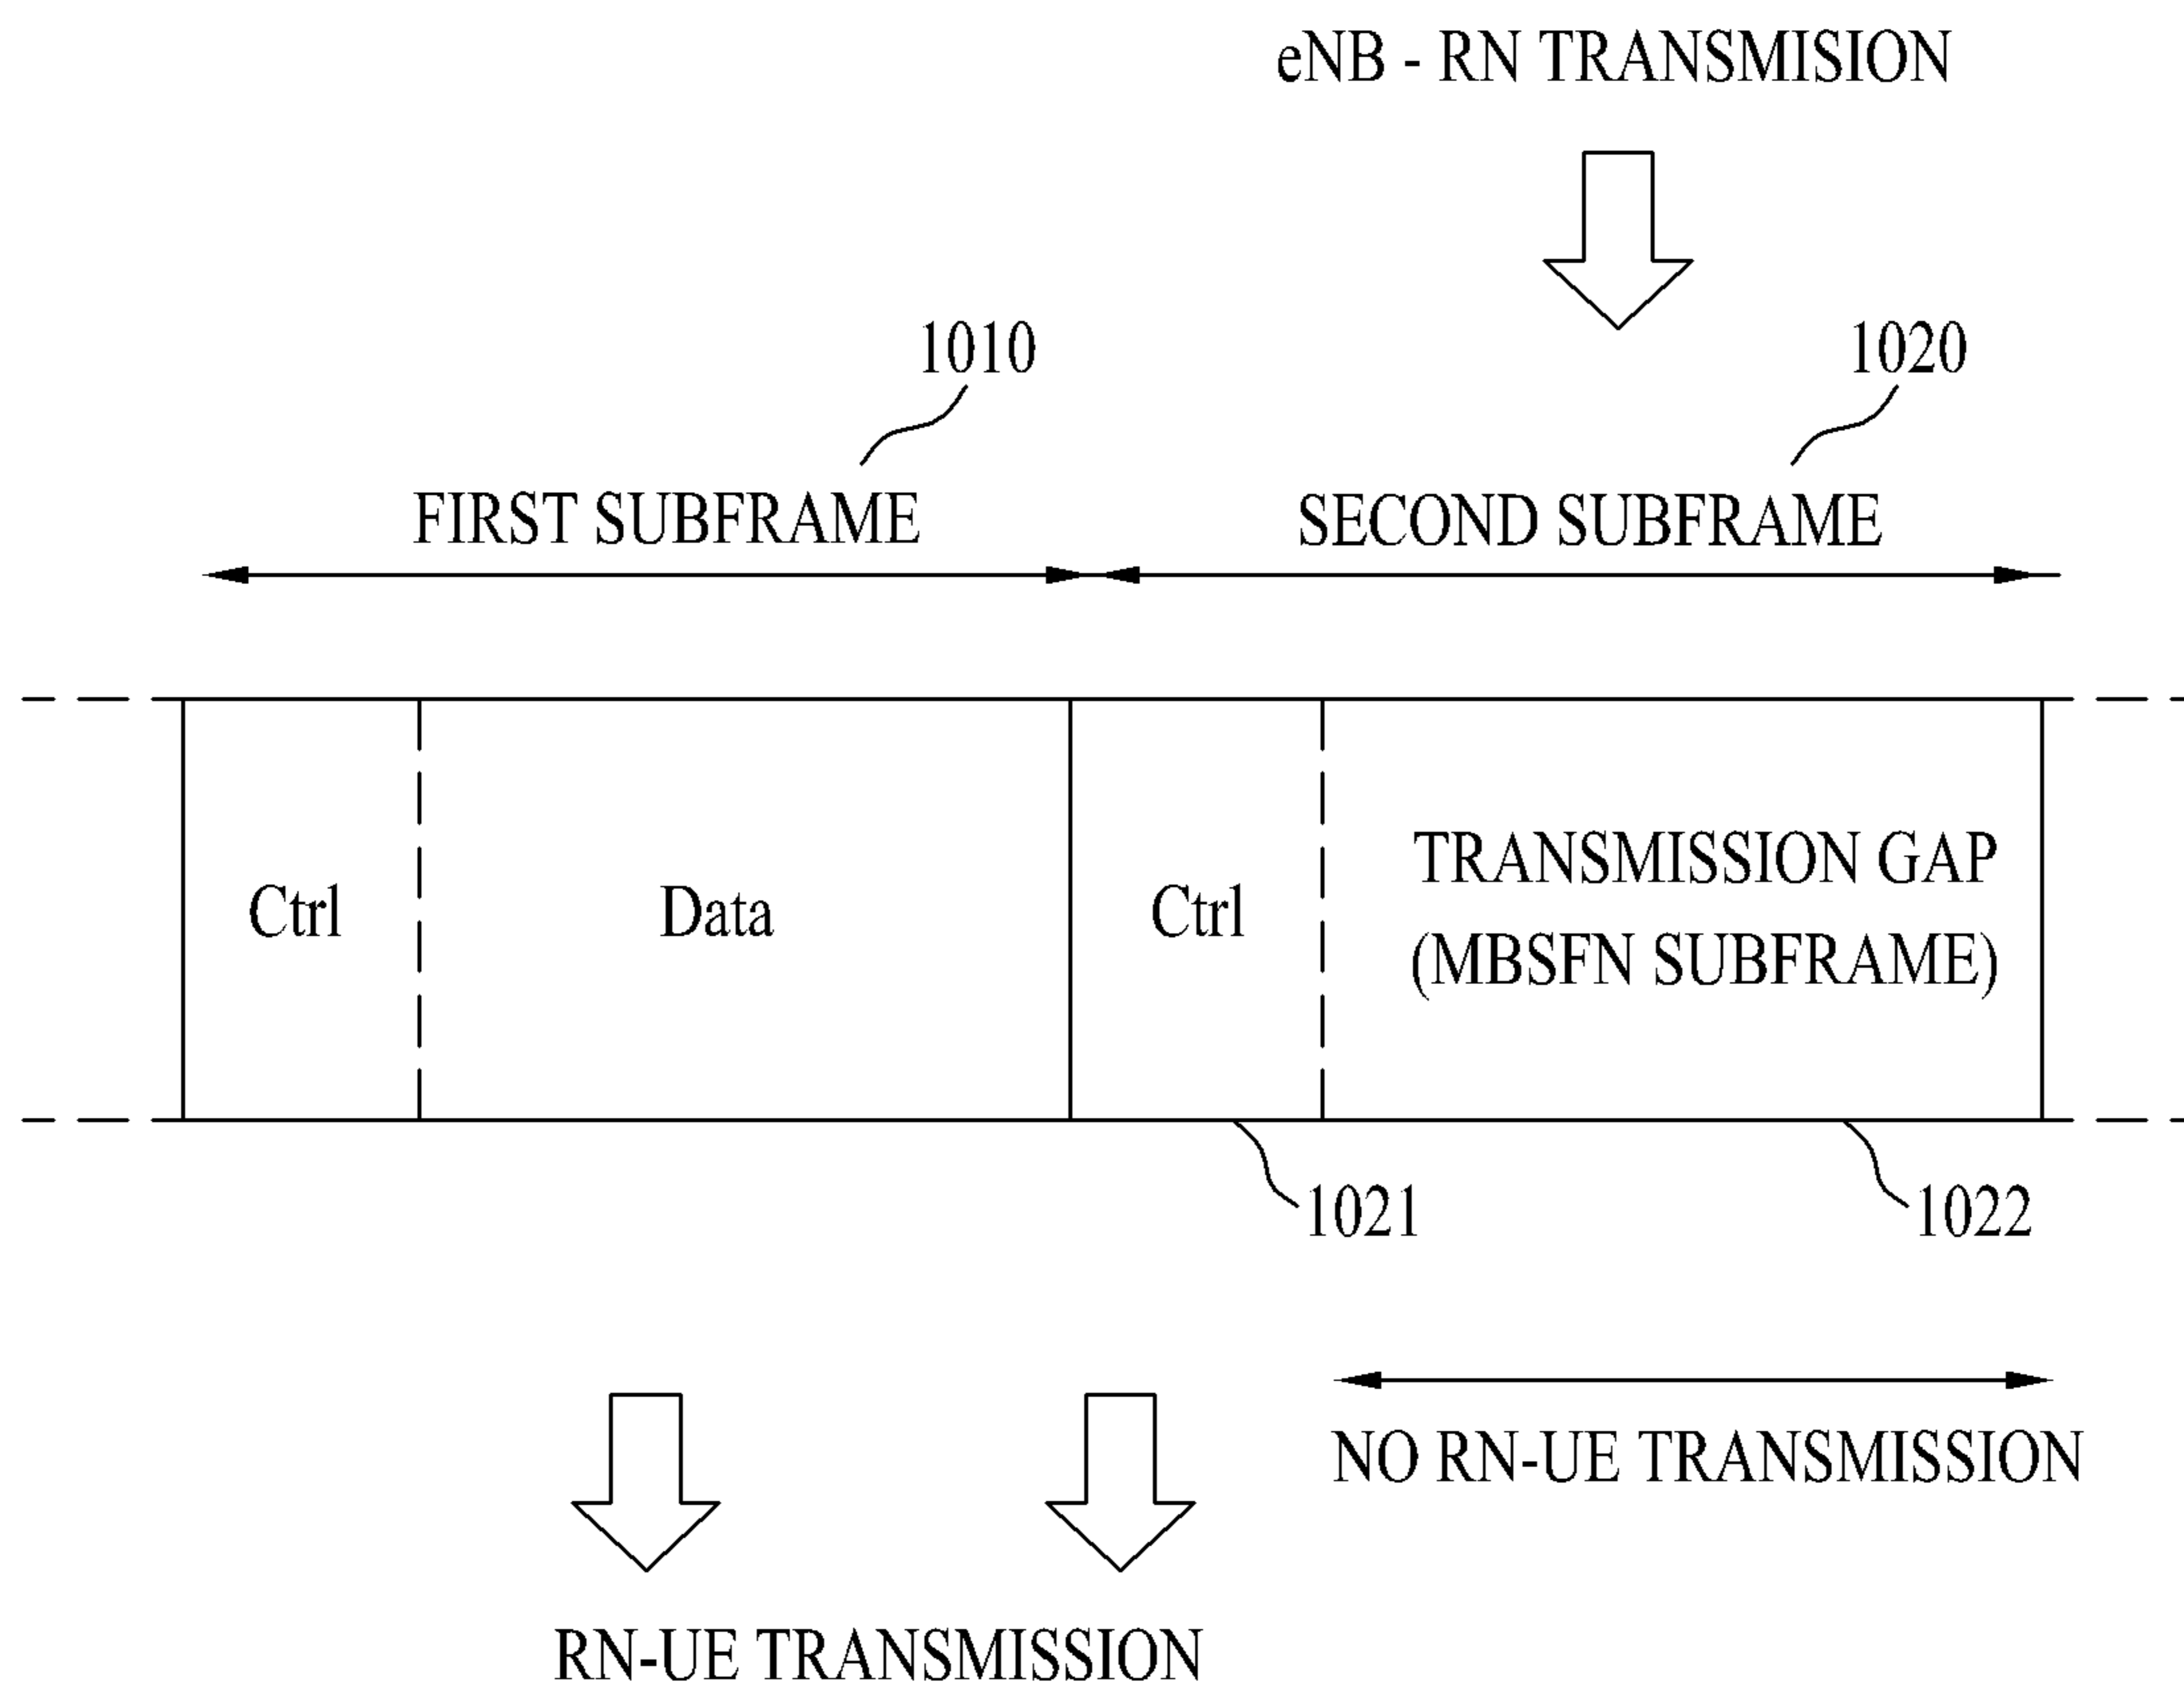 eNB - RN TRANSMISION
1010
1020
FIRST SUBFRAME
SECOND SUBFRAME
Ctrl
Data
Ctrl
TRANSMISSION GAP
(MBSFN SUBFRAME)
1021
1022
NO RN-UE TRANSMISSION
RN-UE TRANSMISSION